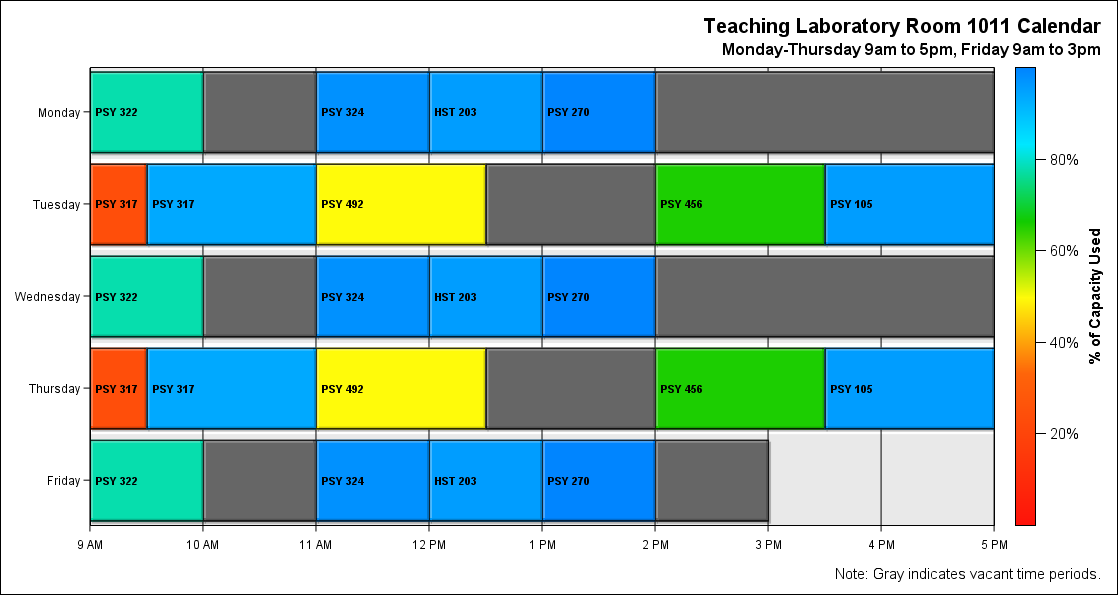 Teaching Laboratory Room 1011 Calendar
Monday-Thursday 9am to 5pm, Friday 9am to 3pm
Monday PSY 322 PSY 324 HST 203 PSY 270
Tuesday PSY 317 PSY 317 PSY 492 PSY 456 PSY 105
Wednesday PSY 322 PSY 324 HST 203 PSY 270
Thursday PSY 317 PSY 317 PSY 492 PSY 456 PSY 105
Friday PSY 322 PSY 324 HST 203 PSY 270
9 AM 10 AM 11 AM 12 PM 1 PM 2 PM 3 PM 4 PM 5 PM
80%
60%
40%
20%
% of Capacity Used
Note: Gray indicates vacant time periods.